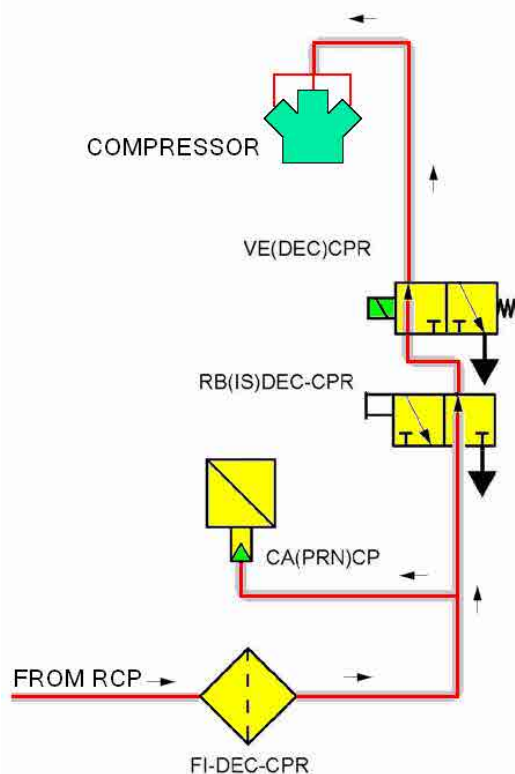 COMPRESSOR
VE(DEC)CPR
RB(IS)DEC-CPR
CA(PRN)CP
FROM RCP
FI-DEC-CPR